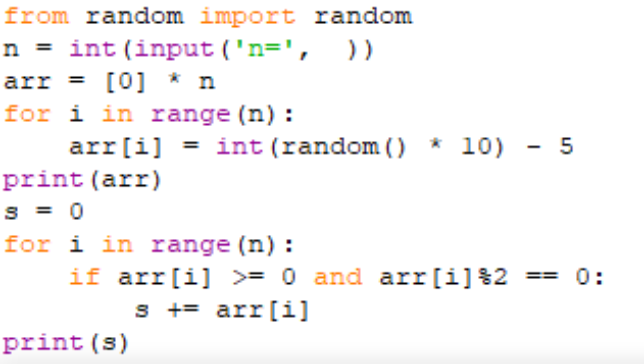 from random import random
n = int(input('n=',  ))
arr = [0] * n
for i in range(n):
    arr[i] = int(random() * 10) - 5
print(arr)
s = 0
for i in range(n):
    if arr[i] >= 0 and arr[i]%2 == 0:
        s += arr[i]
print(s)